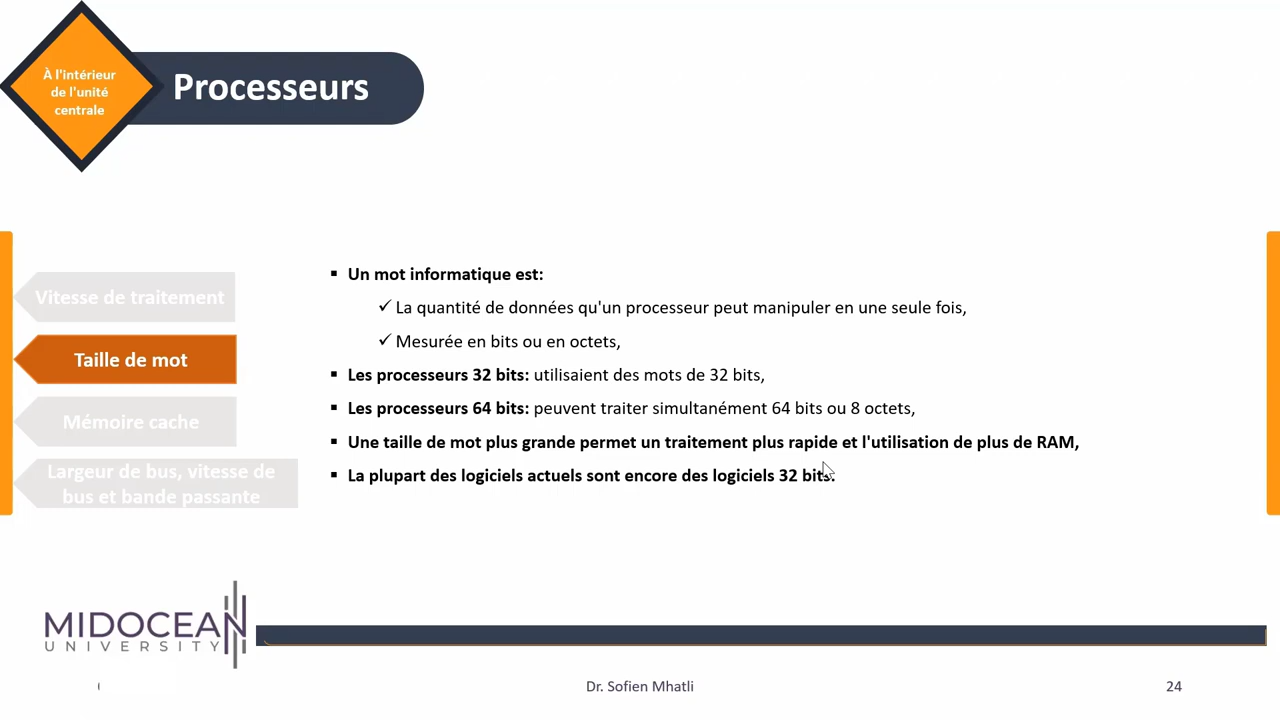 À l'intérieur
de l'unité
centrale
Processeurs
Vitesse de traitement
Taille de mot
Mémoire cache
Largeur de bus, vitesse de
bus et bande passante
▪ Un mot informatique est:
✓ La quantité de données qu'un processeur peut manipuler en une seule fois,
✓ Mesurée en bits ou en octets,
▪ Les processeurs 32 bits: utilisaient des mots de 32 bits,
▪ Les processeurs 64 bits: peuvent traiter simultanément 64 bits ou 8 octets,
▪ Une taille de mot plus grande permet un traitement plus rapide et l'utilisation de plus de RAM,
▪ La plupart des logiciels actuels sont encore des logiciels 32 bits.
MIDOCEAN
UNIVERSITY
Dr. Sofien Mhatli
24